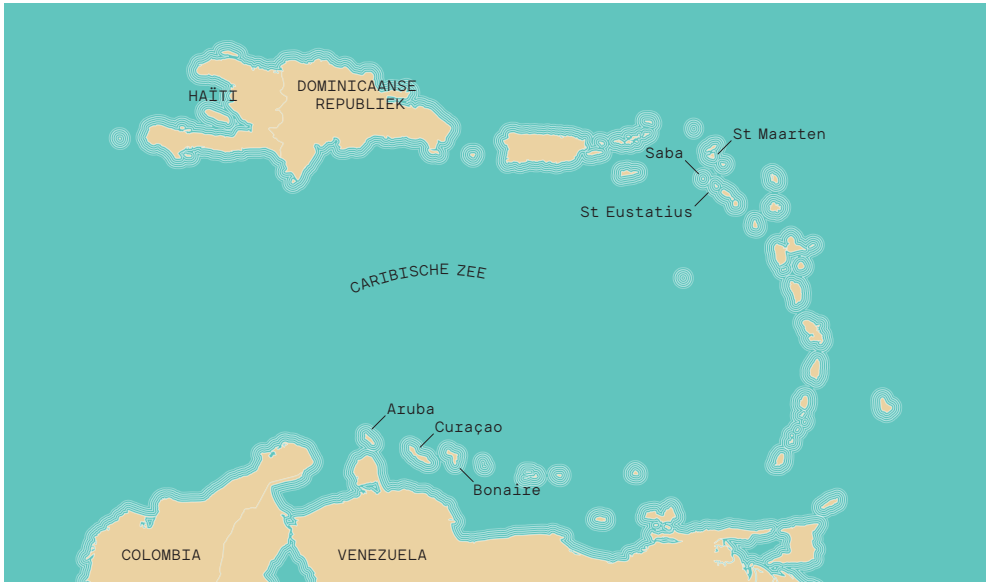 HAÏTI
DOMINICAANSE
REPUBLIEK
St Maarten
Saba
St Eustatius
CARIBISCHE ZEE
Aruba
Curaçao
Bonaire
COLOMBIA
VENEZUELA